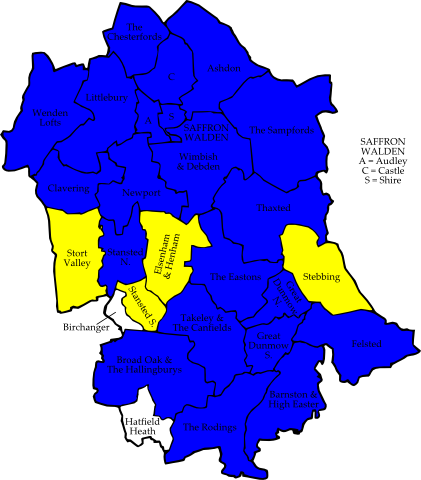 The
Chesterfords
Ashdon
C
Littlebury
Wenden
Lofts
A
S
SAFFRON
WALDEN
The Sampfords
SAFFRON
WALDEN
A = Audley
C = Castle
S = Shire
Wimbish
& Debden
Clavering
Newport
Thaxted
Stort
Valley
Stansted
N
Elsenham
& Henham
The Eastons
Stebbing
Great
Dunmow
N
Stansted S
Birchanger
Takeley &
The Canfields
Great
Dunmow
S
Felsted
Broad Oak &
The Hallingburys
Barnston &
High Easter
Hatfield
Heath
The Rodings